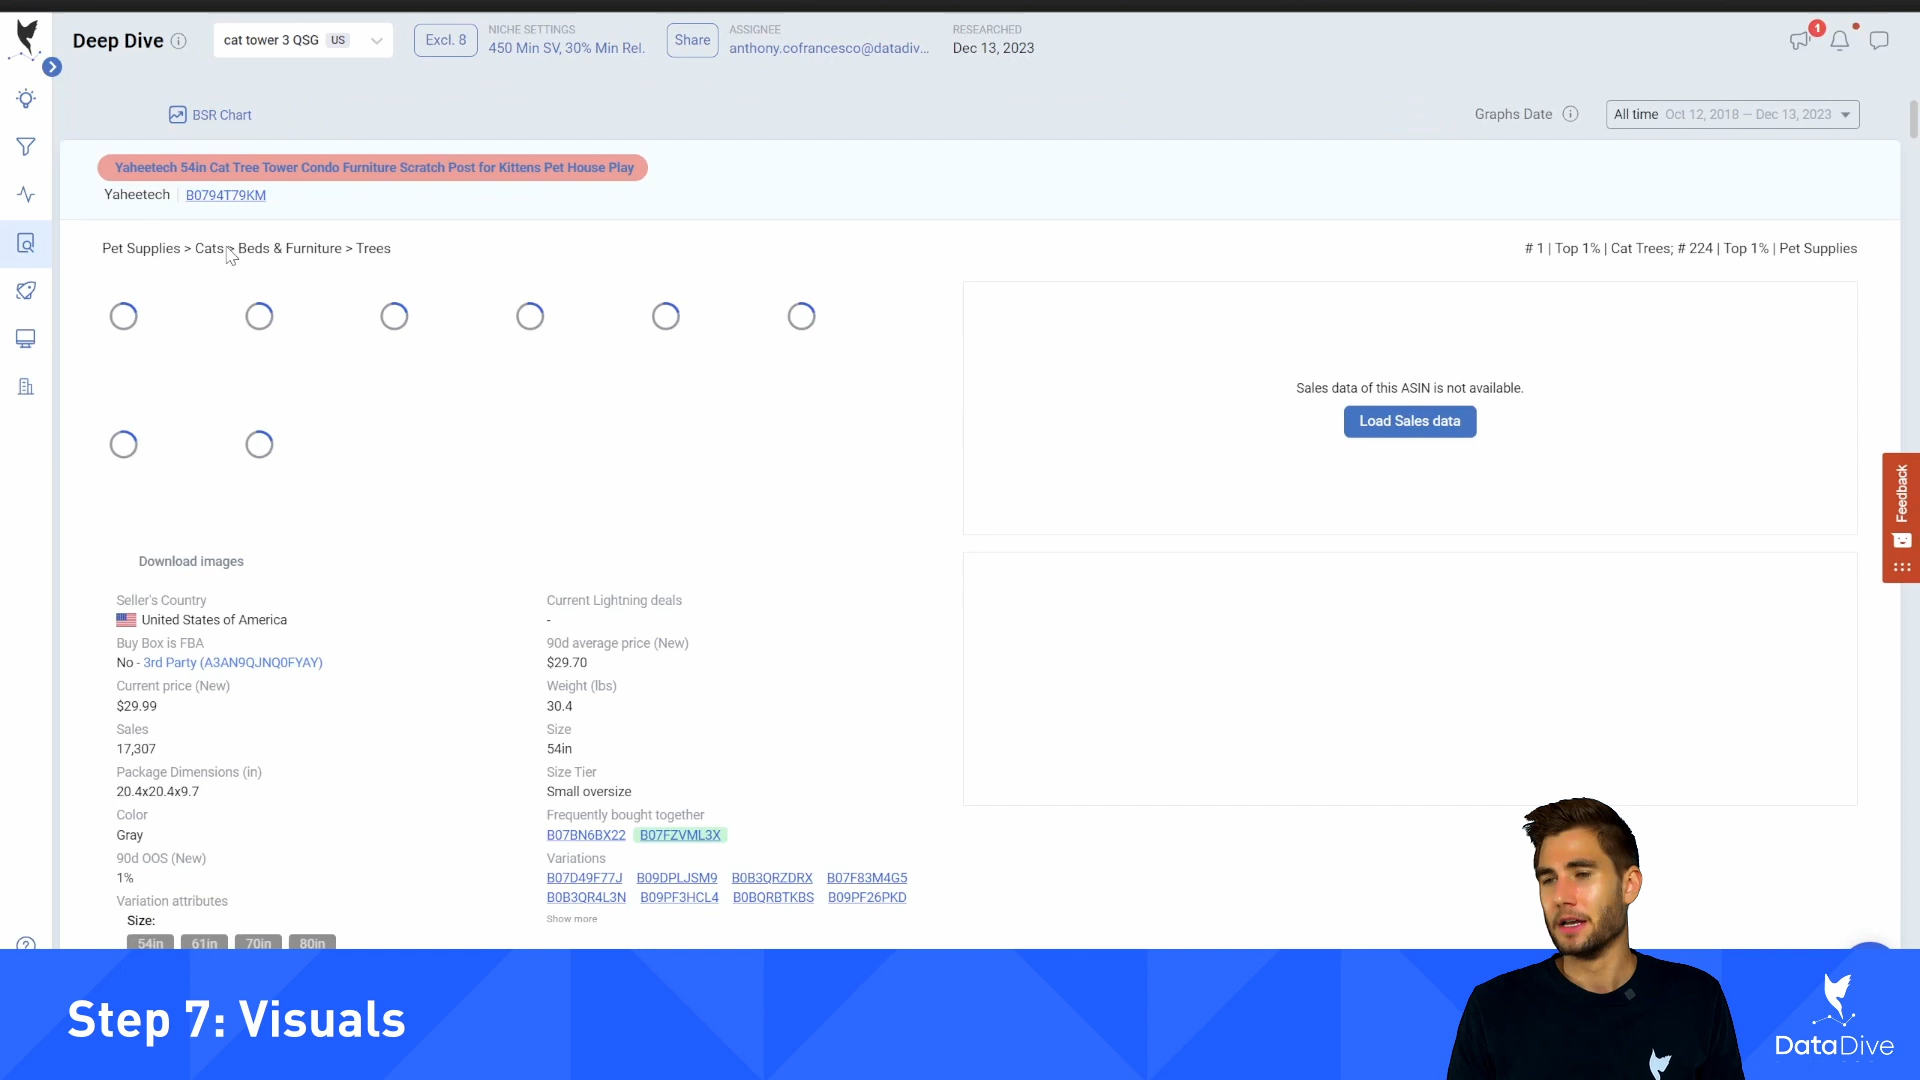 Deep Dive
cat tower 3 QSG US
Excl. 8
NICHE SETTINGS
450 Min SV, 30% Min Rel.
Share
ASSIGNEE
anthony.cofrancesco@datadiv...
RESEARCHED
Dec 13, 2023
1
BSR Chart
Graphs Date
All time Oct 12, 2018 — Dec 13, 2023
Yaheetech 54in Cat Tree Tower Condo Furniture Scratch Post for Kittens Pet House Play
Yaheetech B0794T79KM
Pet Supplies > Cats > Beds & Furniture > Trees
# 1 | Top 1% | Cat Trees; # 224 | Top 1% | Pet Supplies
Sales data of this ASIN is not available.
Load Sales data
Feedback
Download images
Seller's Country
United States of America
Buy Box is FBA
No - 3rd Party (A3AN9QJNQ0FYAY)
Current price (New)
$29.99
Sales
17,307
Package Dimensions (in)
20.4x20.4x9.7
Color
Gray
90d OOS (New)
1%
Variation attributes
Size:
54in 61in 70in 80in
Current Lightning deals
-
90d average price (New)
$29.70
Weight (lbs)
30.4
Size
54in
Size Tier
Small oversize
Frequently bought together
B07BN6BX22 B07FZVML3X
Variations
B07D49F77J B09DPLJSM9 B0B3QRZDRX B07F83M4G5
B0B3QR4L3N B09PF3HCL4 B0BQRBTKBS B09PF26PKD
Show more
Step 7: Visuals
DataDive